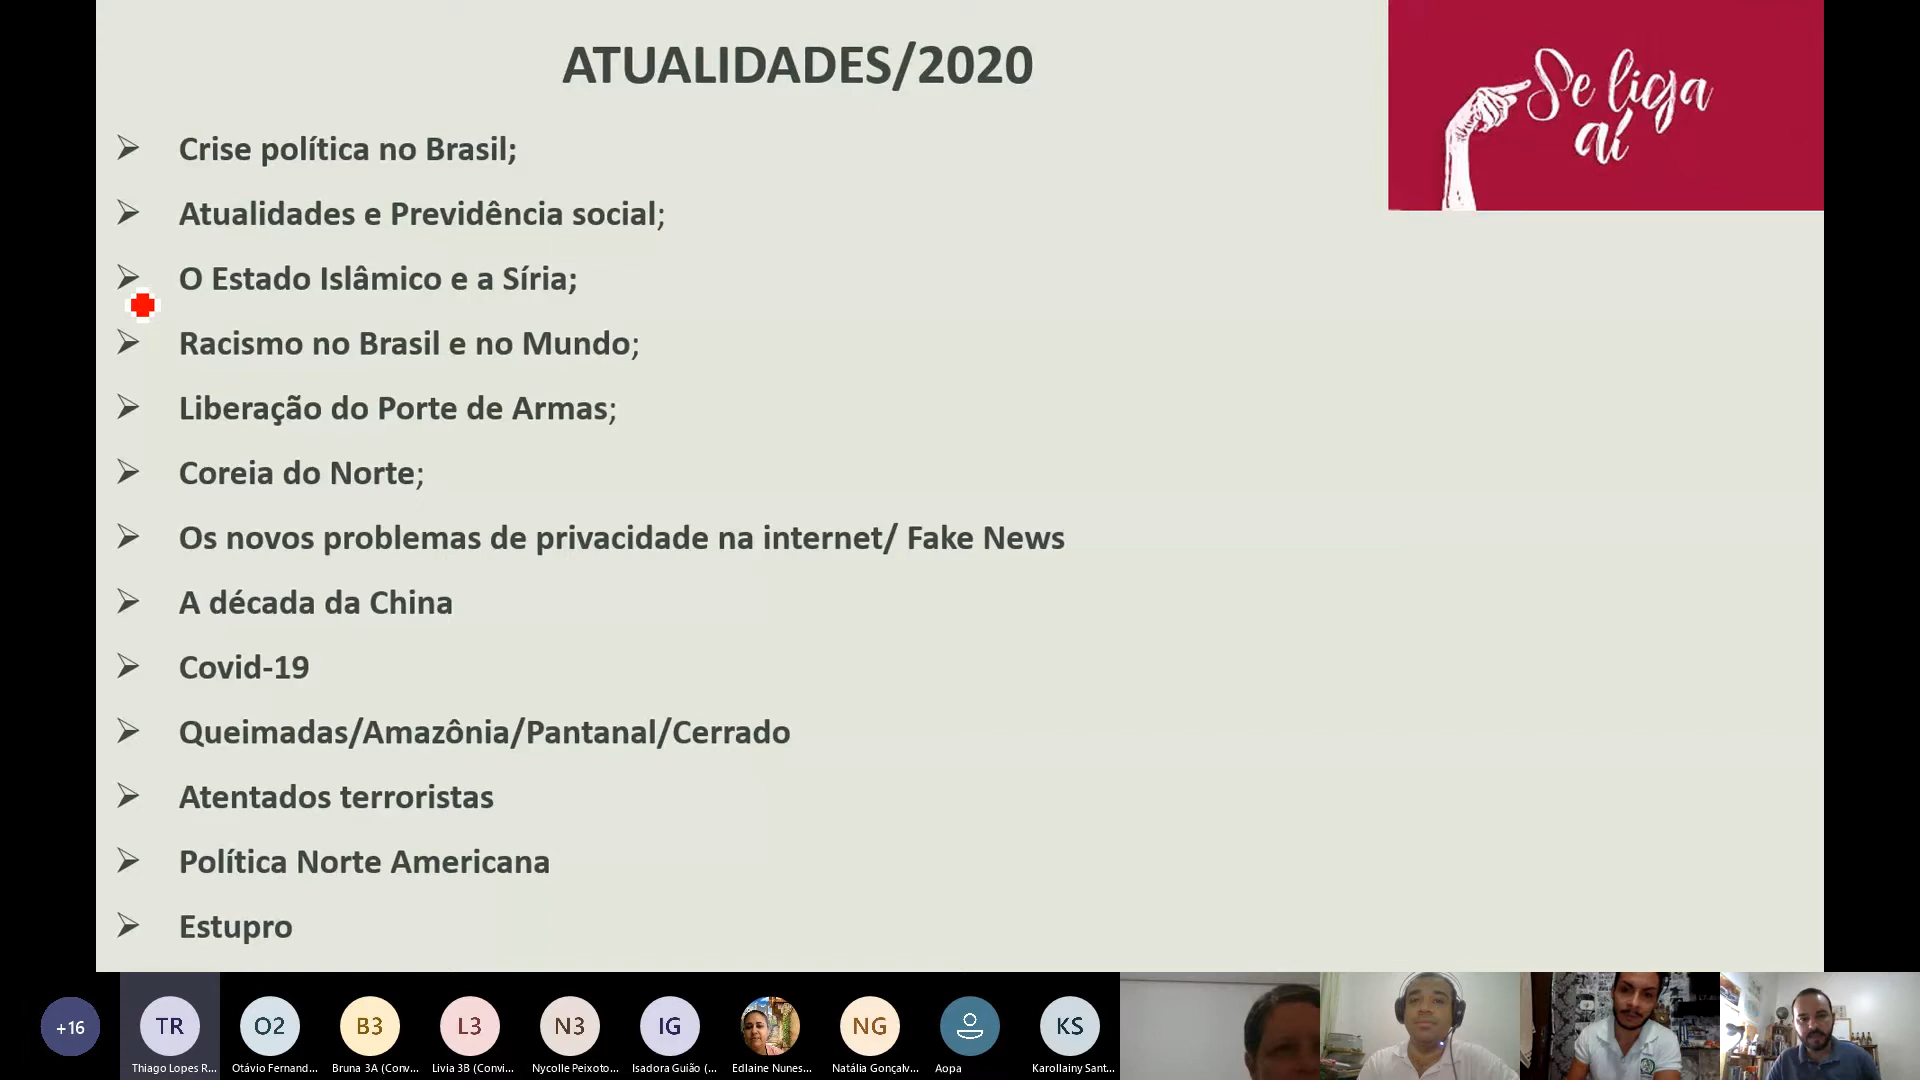 ATUALIDADES/2020
Se liga
aí
Crise política no Brasil;
Atualidades e Previdência social;
O Estado Islâmico e a Síria;
Racismo no Brasil e no Mundo;
Liberação do Porte de Armas;
Coreia do Norte;
Os novos problemas de privacidade na internet/ Fake News
A década da China
Covid-19
Queimadas/Amazônia/Pantanal/Cerrado
Atentados terroristas
Política Norte Americana
Estupro
+16
TR
O2
B3
L3
N3
IG
NG
KS
Thiago Lopes R...
Otávio Fernand...
Bruna 3A (Conv...
Livia 3B (Convi...
Nycolle Peixoto...
Isadora Guião (...
Edlaine Nunes...
Natália Gonçalv...
Aopa
Karollainy Sant...